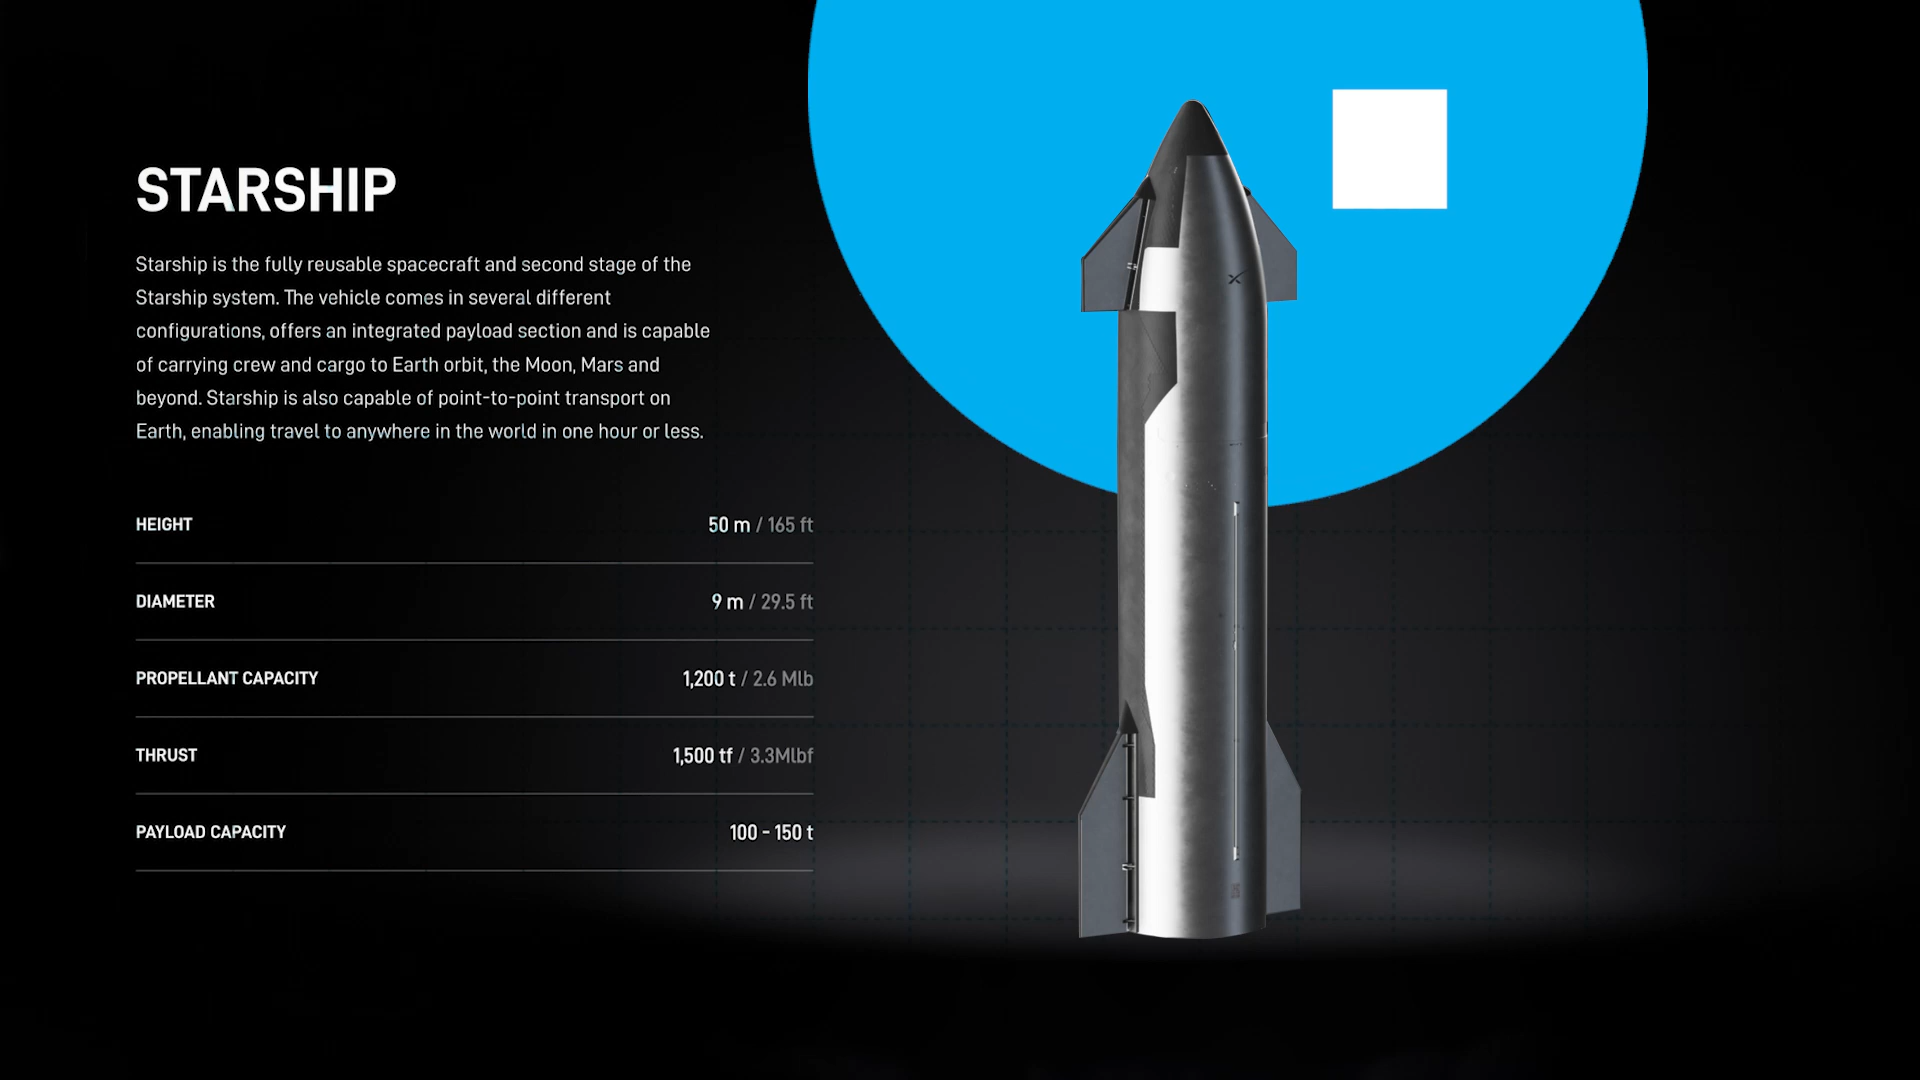 STARSHIP
Starship is the fully reusable spacecraft and second stage of the
Starship system. The vehicle comes in several different
configurations, offers an integrated payload section and is capable
of carrying crew and cargo to Earth orbit, the Moon, Mars and
beyond. Starship is also capable of point-to-point transport on
Earth, enabling travel to anywhere in the world in one hour or less.
HEIGHT 50 m / 165 ft
DIAMETER 9 m / 29.5 ft
PROPELLANT CAPACITY 1,200 t / 2.6 Mlb
THRUST 1,500 tf / 3.3Mlbf
PAYLOAD CAPACITY 100 - 150 t